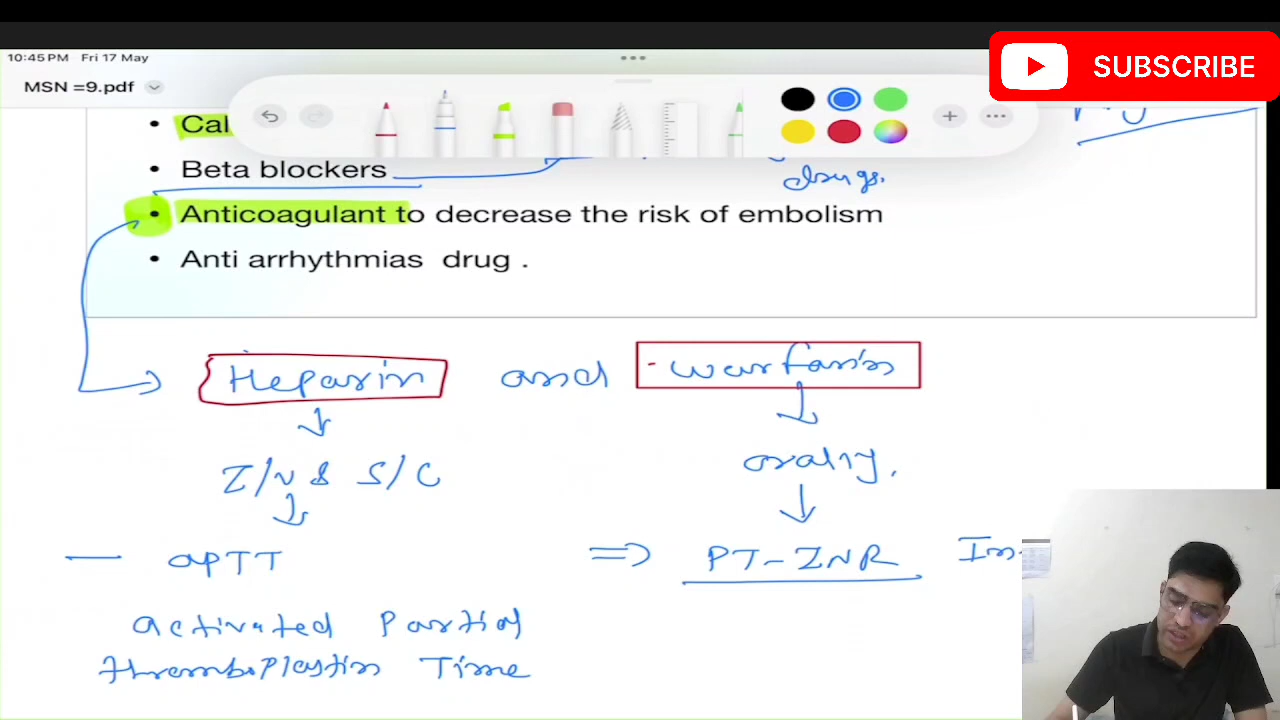 10:45 PM Fri 17 May
SUBSCRIBE
MSN =9.pdf
• Cal
• Beta blockers
drugs.
• Anticoagulant to decrease the risk of embolism
• Anti arrhythmias drug .
Heparin and warfarin
I/V & S/C orally.
— aPTT => PT-INR In
Activated Partial
thromboplastin Time